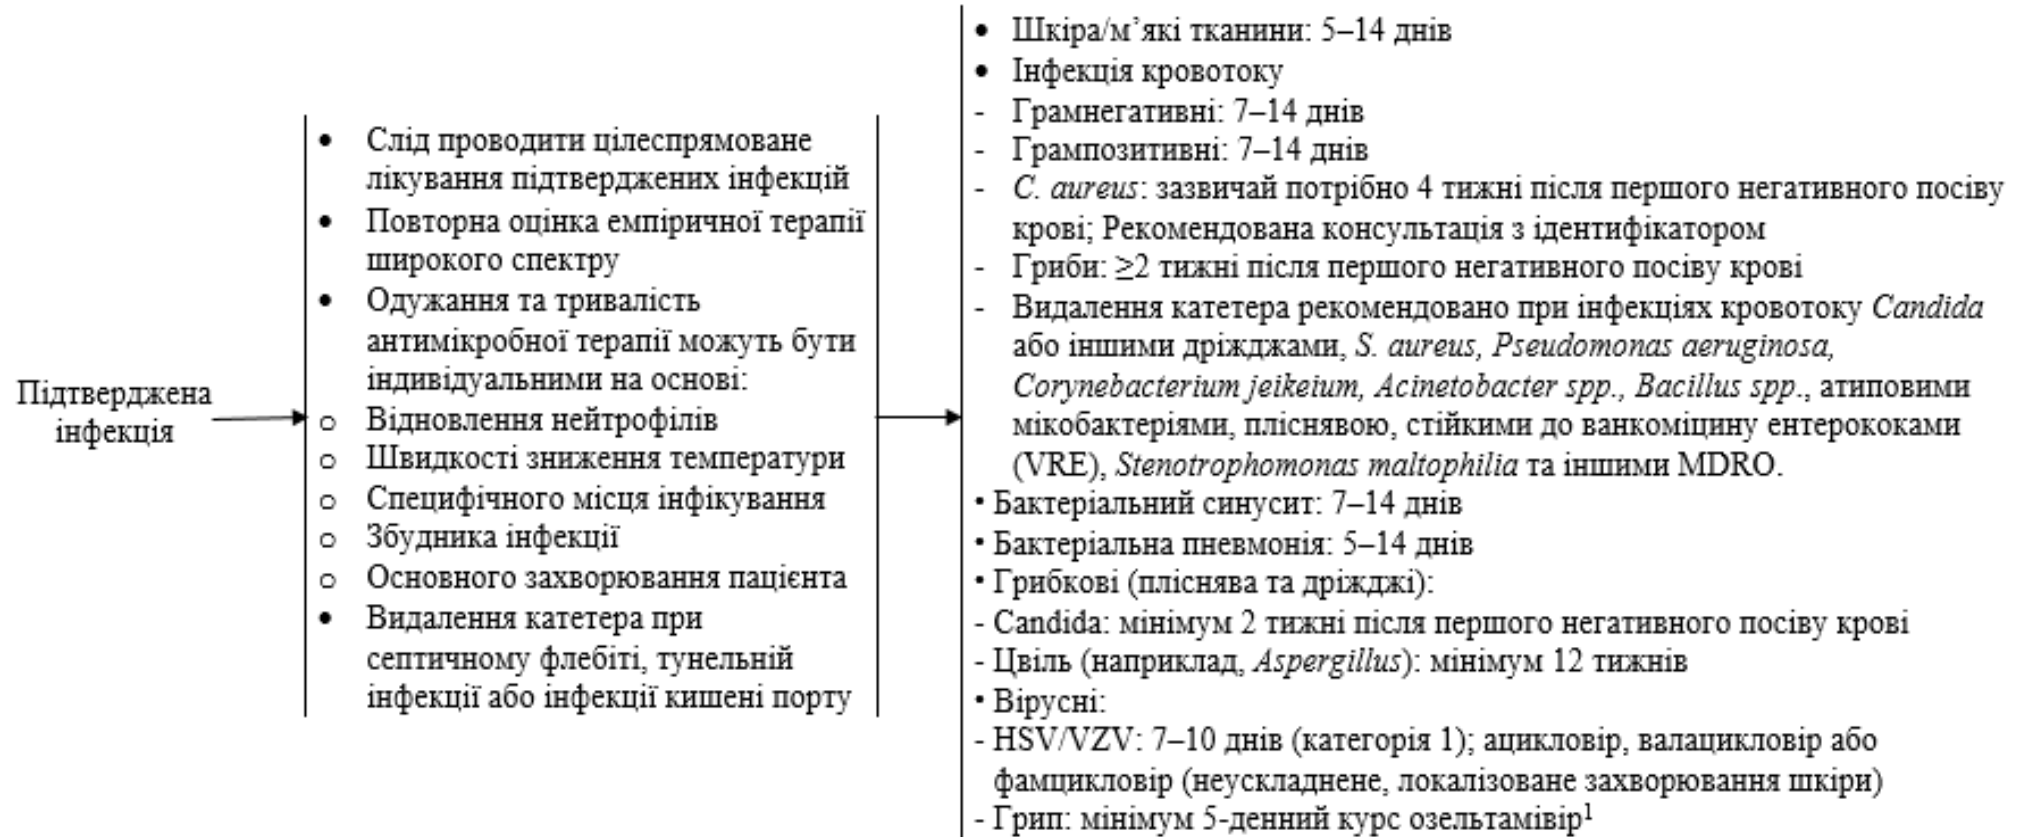 Підтверджена
інфекція
• Слід проводити цілеспрямоване
лікування підтверджених інфекцій
• Повторна оцінка емпіричної терапії
широкого спектру
• Одужання та тривалість
антимікробної терапії можуть бути
індивідуальними на основі:
o Відновлення нейтрофілів
o Швидкості зниження температури
o Специфічного місця інфікування
o Збудника інфекції
o Основного захворювання пацієнта
• Видалення катетера при
септичному флебіті, тунельній
інфекції або інфекції кишені порту
• Шкіра/м’які тканини: 5–14 днів
• Інфекція кровотоку
- Грамнегативні: 7–14 днів
- Грампозитивні: 7–14 днів
- C. aureus: зазвичай потрібно 4 тижні після першого негативного посіву
крові; Рекомендована консультація з ідентифікатором
- Гриби: ≥2 тижні після першого негативного посіву крові
- Видалення катетера рекомендовано при інфекціях кровотоку Candida
або іншими дріжджами, S. aureus, Pseudomonas aeruginosa,
Corynebacterium jeikeium, Acinetobacter spp., Bacillus spp., атиповими
мікобактеріями, пліснявою, стійкими до ванкоміцину ентерококами
(VRE), Stenotrophomonas maltophilia та іншими MDRO.
• Бактеріальний синусит: 7–14 днів
• Бактеріальна пневмонія: 5–14 днів
• Грибкові (пліснява та дріжджі):
- Candida: мінімум 2 тижні після першого негативного посіву крові
- Цвіль (наприклад, Aspergillus): мінімум 12 тижнів
• Вірусні:
- HSV/VZV: 7–10 днів (категорія 1); ацикловір, валацикловір або
фамцикловір (неускладнене, локалізоване захворювання шкіри)
- Грип: мінімум 5-денний курс озельтамівір¹